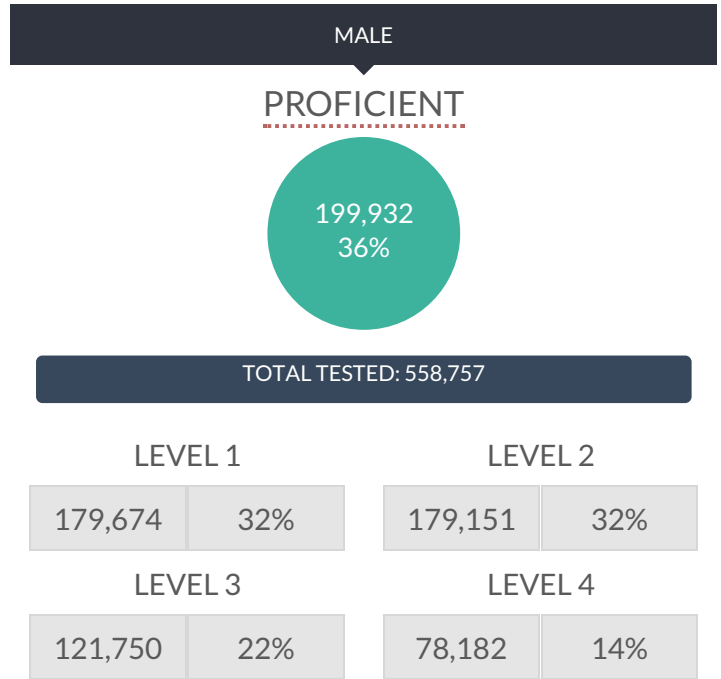 MALE
PROFICIENT
199,932
36%
TOTAL TESTED: 558,757
LEVEL 1
179,674 32%
LEVEL 2
179,151 32%
LEVEL 3
121,750 22%
LEVEL 4
78,182 14%